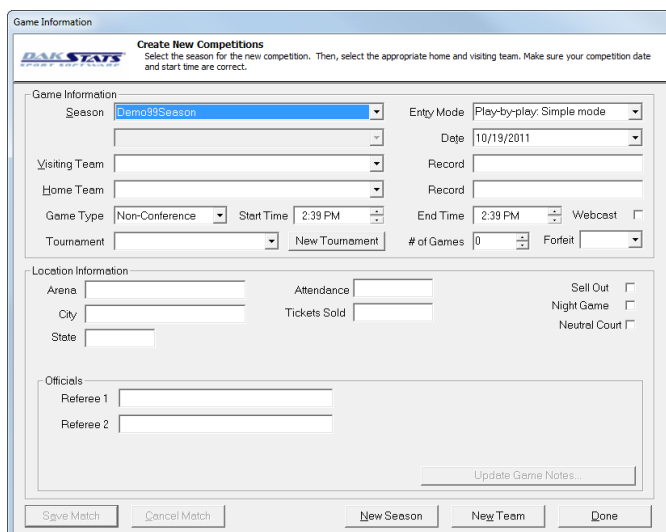 Game Information
Create New Competitions
DAKSTATS
Select the season for the new competition. Then, select the appropriate home and visiting team. Make sure your competition date
SPORT SOFTWARE
and start time are correct.
Game Information
Season Demo99Season Entry Mode Play-by-play: Simple mode
Date 10/19/2011
Visiting Team Record
Home Team Record
Game Type Non-Conference Start Time 2:39 PM End Time 2:39 PM Webcast
Tournament New Tournament # of Games 0 Forfeit
Location Information
Arena Attendance Sell Out
City Tickets Sold Night Game
State Neutral Court
Officials
Referee 1
Referee 2
Update Game Notes...
Save Match Cancel Match New Season New Team Done